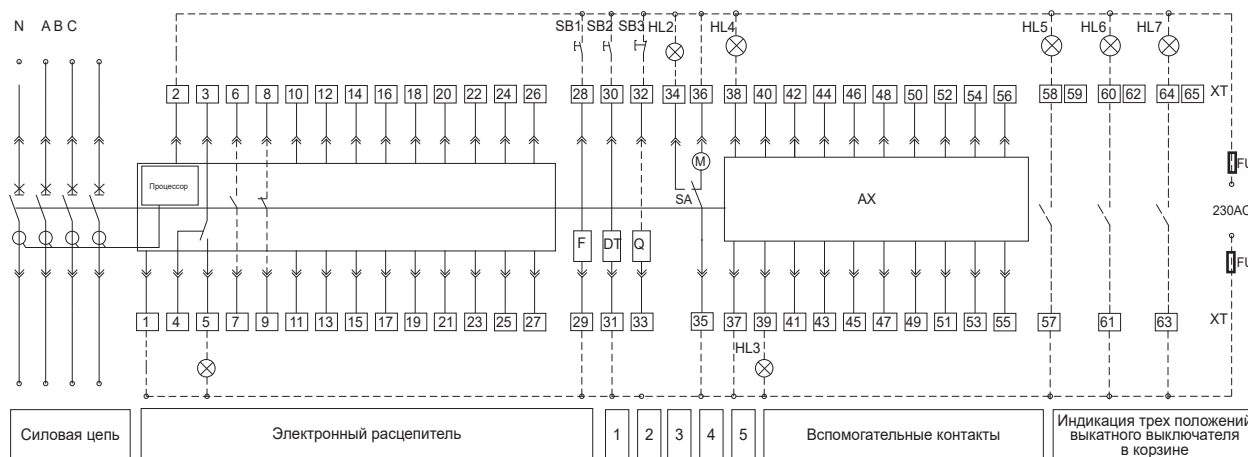 N A B C SB1 SB2 SB3 HL2 HL4 HL5 HL6 HL7
2 3 6 8 10 12 14 16 18 20 22 24 26 28 30 32 34 36 38 40 42 44 46 48 50 52 54 56 58 59 60 62 64 65 XT
Процессор M FU
SA AX 230AC
F DT Q FU
1 4 5 7 9 11 13 15 17 19 21 23 25 27 29 31 33 35 37 39 41 43 45 47 49 51 53 55 57 61 63 XT
HL3
Силовая цепь Электронный расцепитель 1 2 3 4 5 Вспомогательные контакты Индикация трех положений
выкатного выключателя
в корзине